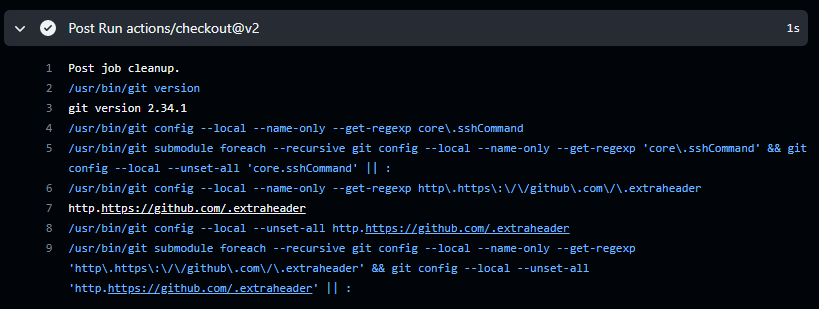 Post Run actions/checkout@v2 1s
1 Post job cleanup.
2 /usr/bin/git version
3 git version 2.34.1
4 /usr/bin/git config --local --name-only --get-regexp core\.sshCommand
5 /usr/bin/git submodule foreach --recursive git config --local --name-only --get-regexp 'core\.sshCommand' && git
config --local --unset-all 'core.sshCommand' || :
6 /usr/bin/git config --local --name-only --get-regexp http\.https\:\/\/github\.com\/\.extraheader
7 http.https://github.com/.extraheader
8 /usr/bin/git config --local --unset-all http.https://github.com/.extraheader
9 /usr/bin/git submodule foreach --recursive git config --local --name-only --get-regexp
'http\.https\:\/\/github\.com\/\.extraheader' && git config --local --unset-all
'http.https://github.com/.extraheader' || :